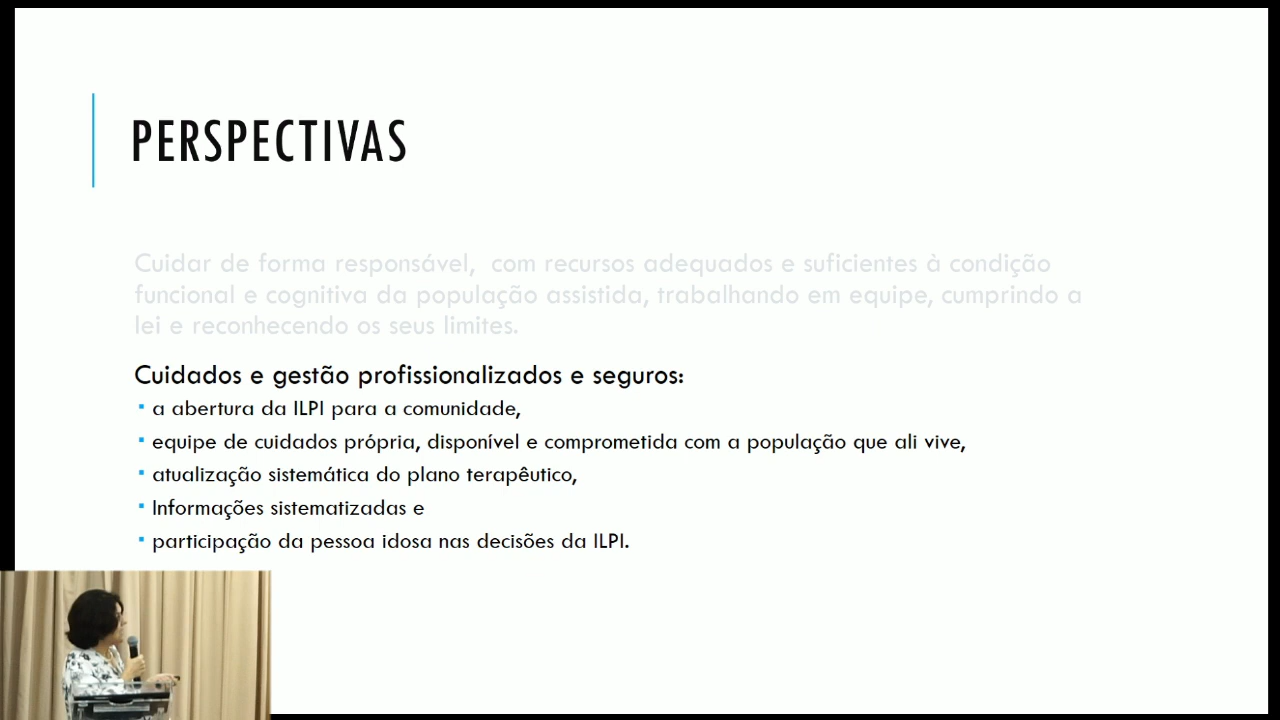 PERSPECTIVAS
Cuidar de forma responsável, com recursos adequados e suficientes à condição
funcional e cognitiva da população assistida, trabalhando em equipe, cumprindo a
lei e reconhecendo os seus limites.
Cuidados e gestão profissionalizados e seguros:
a abertura da ILPI para a comunidade,
equipe de cuidados própria, disponível e comprometida com a população que ali vive,
atualização sistemática do plano terapêutico,
Informações sistematizadas e
participação da pessoa idosa nas decisões da ILPI.